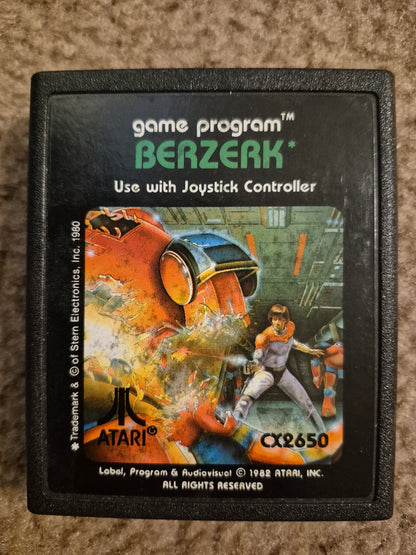 game program™
BERZERK*
Use with Joystick Controller
* Trademark & © of Stern Electronics, Inc. 1980
ATARI®
CX2650
Label, Program & Audiovisual © 1982 ATARI, INC.
ALL RIGHTS RESERVED